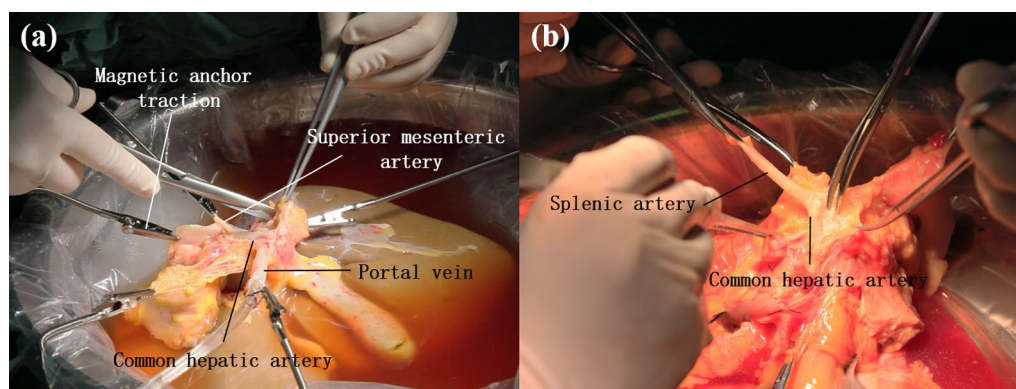 (a)
Magnetic anchor
traction
Superior mesenteric
artery
Portal vein
Common hepatic artery
(b)
Splenic artery
Common hepatic artery